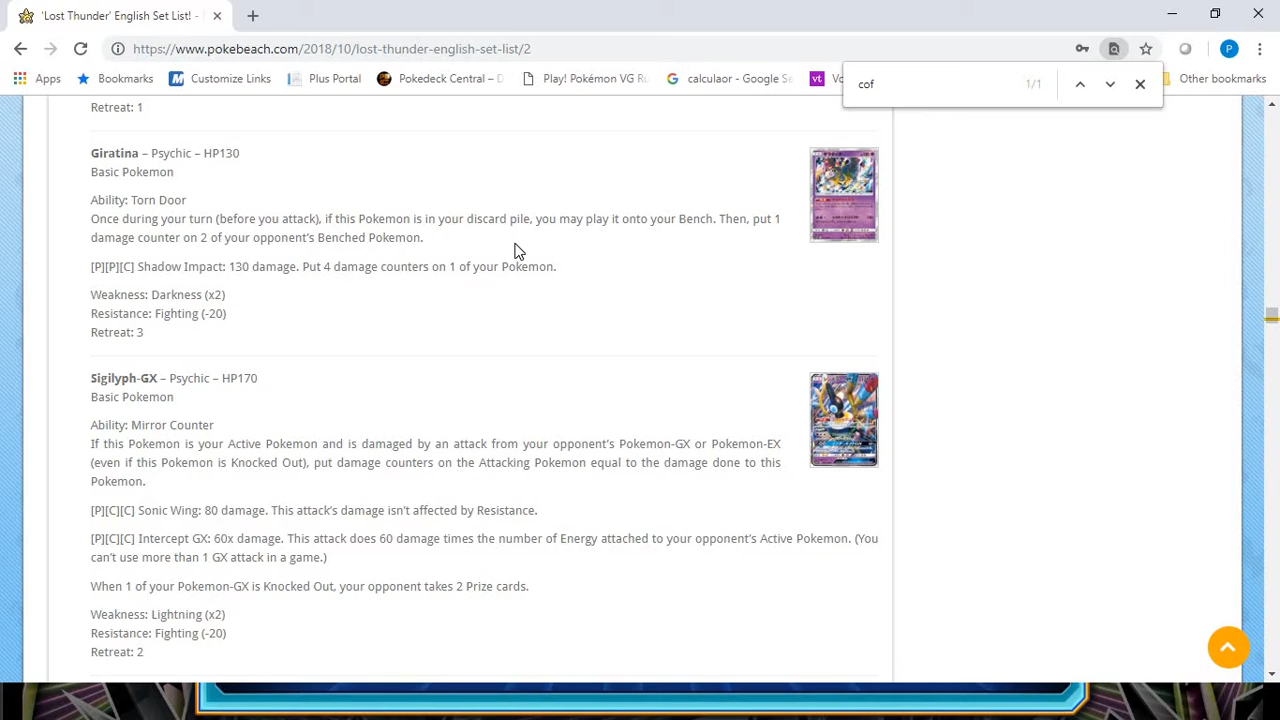 'Lost Thunder' English Set List! -
https://www.pokebeach.com/2018/10/lost-thunder-english-set-list/2
P
Apps
Bookmarks
Customize Links
Plus Portal
Pokedeck Central – D
Play! Pokémon VG Ru
calculaor - Google Se
vt
Vo
Other bookmarks
cof
1/1
Retreat: 1
Giratina – Psychic – HP130
Basic Pokemon
Ability: Torn Door
Once during your turn (before you attack), if this Pokemon is in your discard pile, you may play it onto your Bench. Then, put 1
damage counter on 2 of your opponent's Benched Pokemon.
[P][P][C] Shadow Impact: 130 damage. Put 4 damage counters on 1 of your Pokemon.
Weakness: Darkness (x2)
Resistance: Fighting (-20)
Retreat: 3
Sigilyph-GX – Psychic – HP170
Basic Pokemon
Ability: Mirror Counter
If this Pokemon is your Active Pokemon and is damaged by an attack from your opponent's Pokemon-GX or Pokemon-EX
(even if this Pokemon is Knocked Out), put damage counters on the Attacking Pokemon equal to the damage done to this
Pokemon.
[P][C][C] Sonic Wing: 80 damage. This attack's damage isn't affected by Resistance.
[P][C][C] Intercept GX: 60x damage. This attack does 60 damage times the number of Energy attached to your opponent's Active Pokemon. (You
can't use more than 1 GX attack in a game.)
When 1 of your Pokemon-GX is Knocked Out, your opponent takes 2 Prize cards.
Weakness: Lightning (x2)
Resistance: Fighting (-20)
Retreat: 2